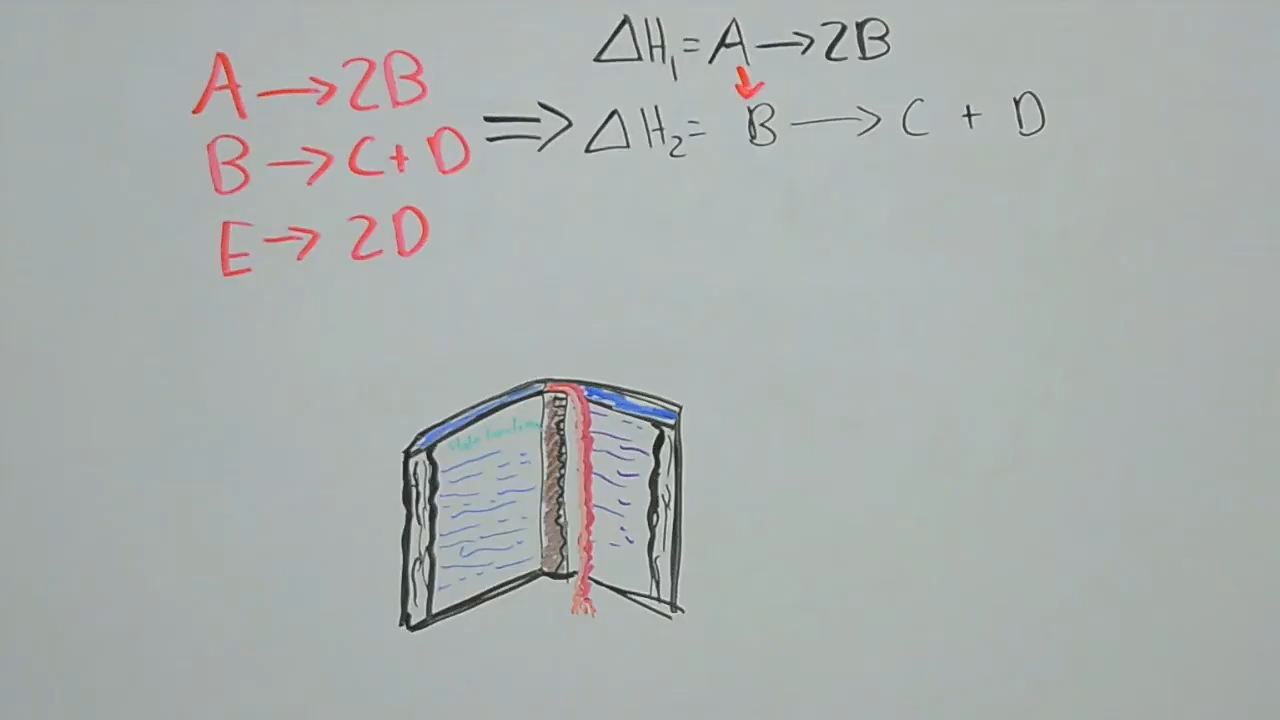 A → 2B
B → C + D
E → 2D
⇒
ΔH₁ = A → 2B
↓
ΔH₂ = B → C + D